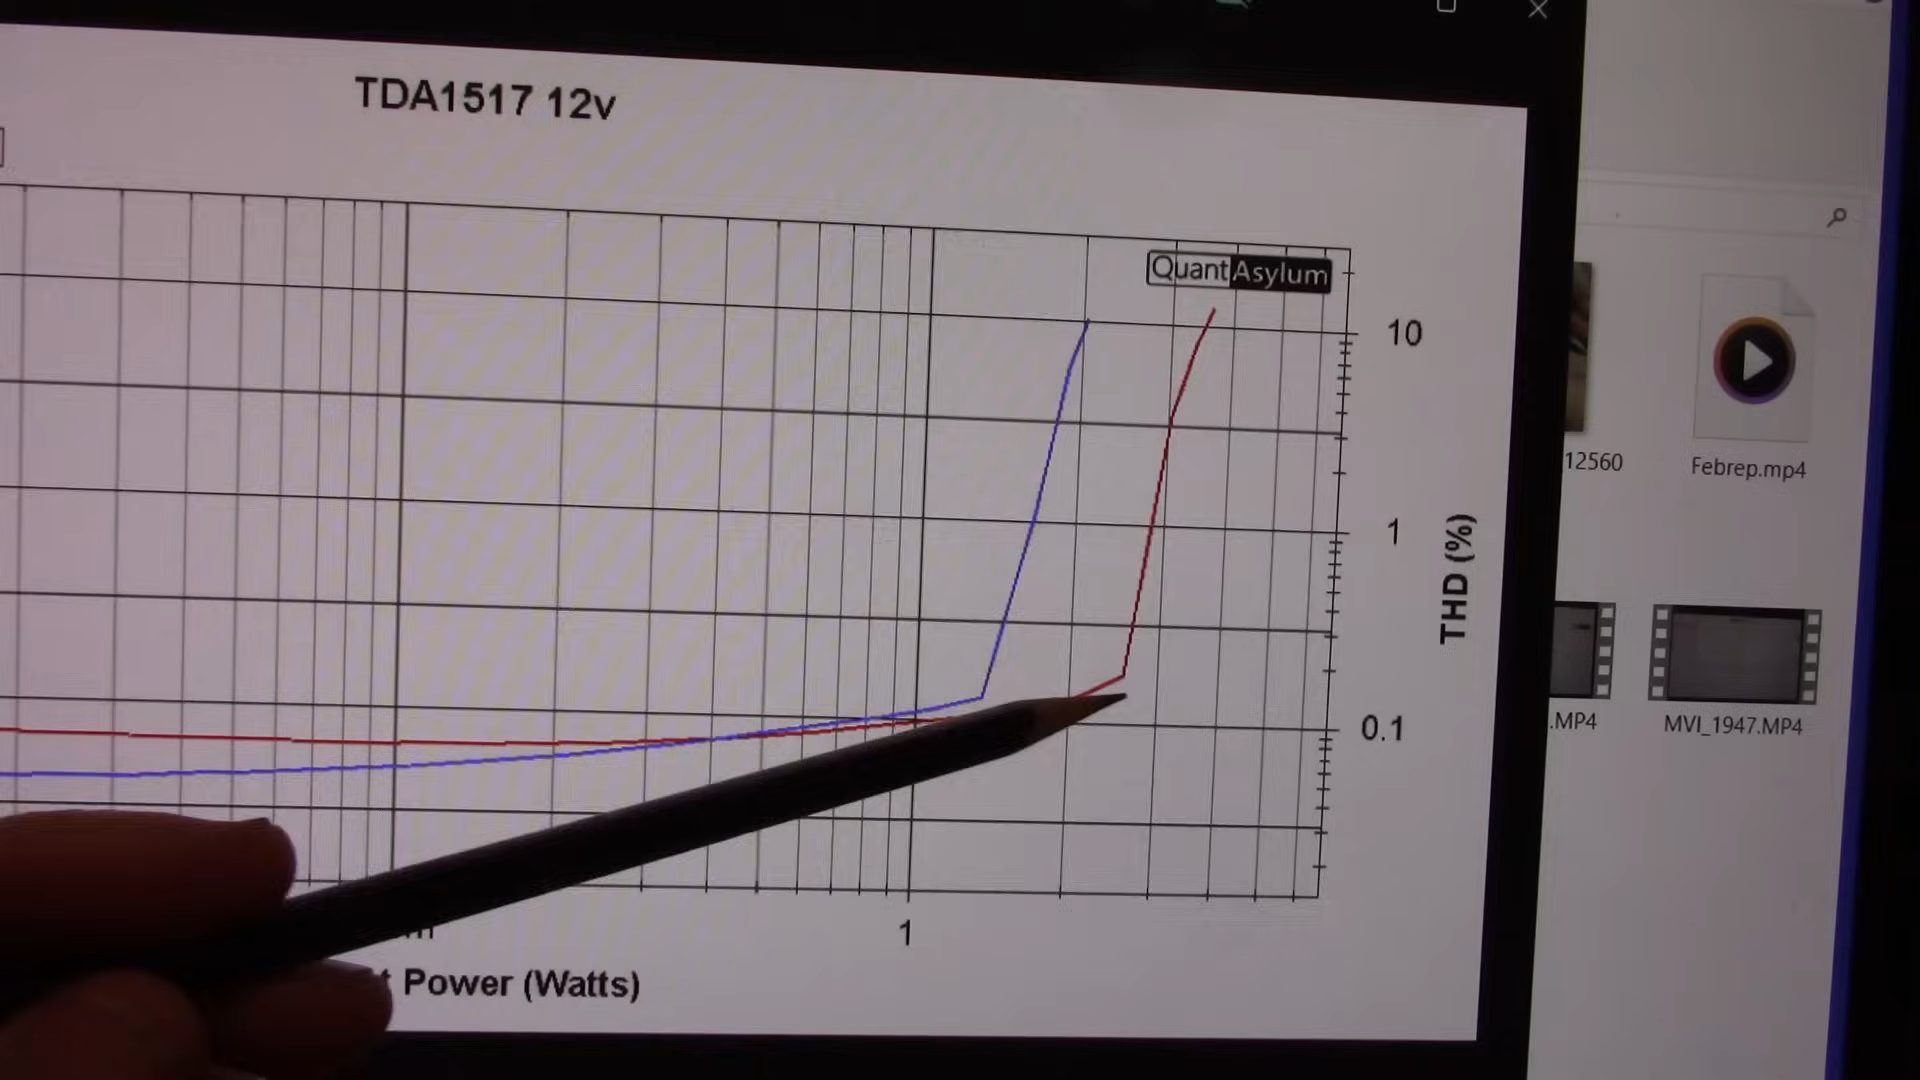 TDA1517 12v
QuantAsylum
10
1
THD (%)
0.1
1
Power (Watts)
12560
Febrep.mp4
.MP4
MVI_1947.MP4